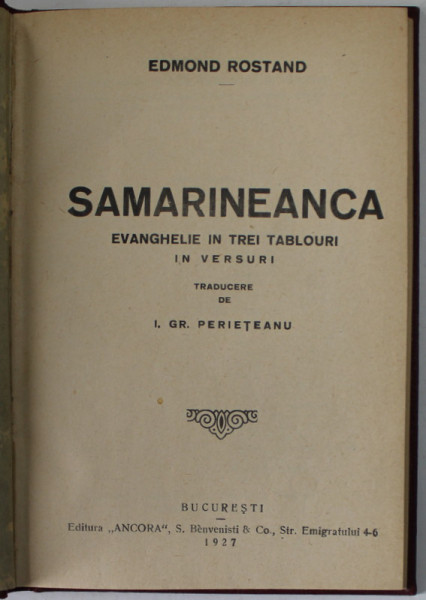 EDMOND ROSTAND
SAMARINEANCA
EVANGHELIE IN TREI TABLOURI
IN VERSURI
TRADUCERE
DE
I. GR. PERIEȚEANU
BUCUREȘTI
Editura „ANCORA", S. Benvenisti & Co., Str. Emigratului 4-6
1927